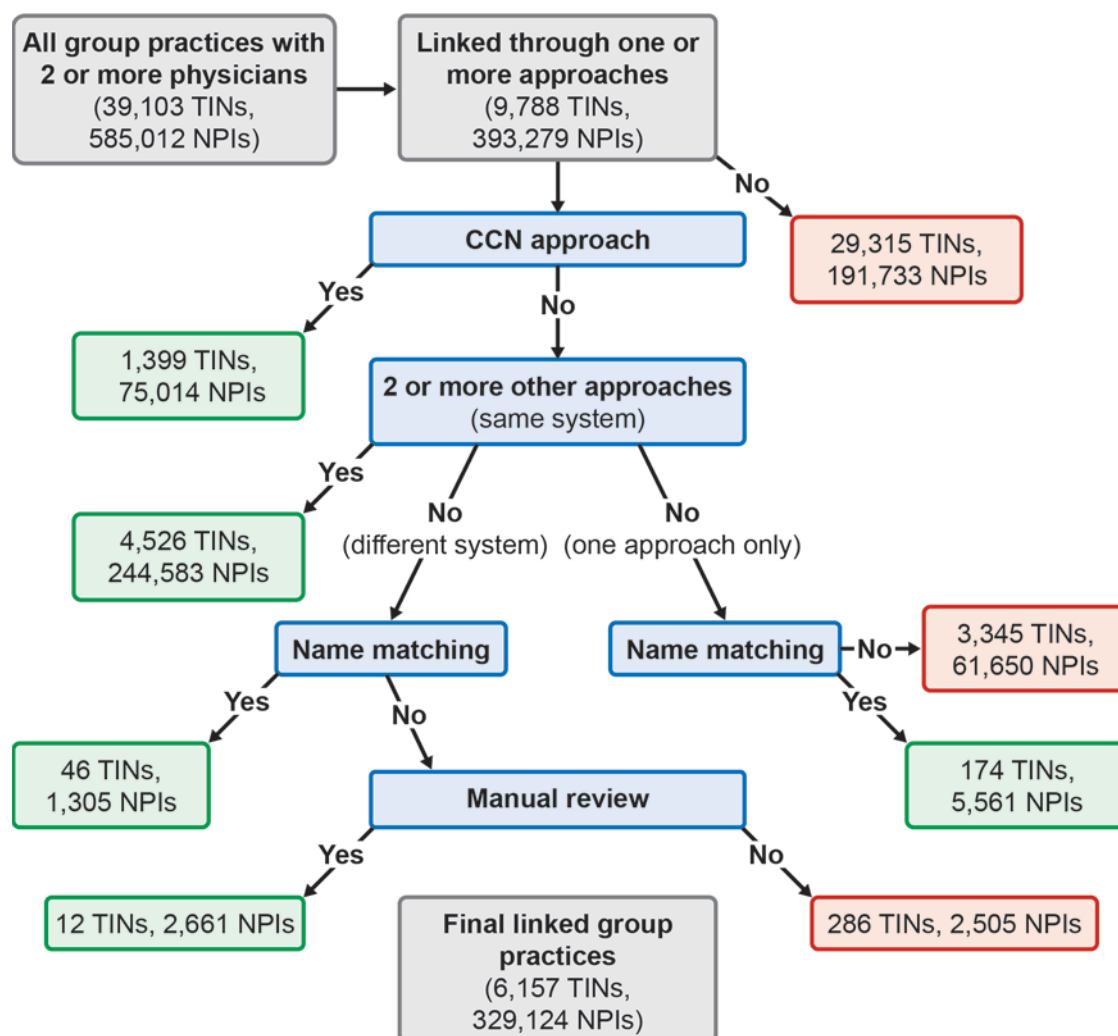 All group practices with
2 or more physicians
(39,103 TINs,
585,012 NPIs)
Linked through one or
more approaches
(9,788 TINs,
393,279 NPIs)
No
29,315 TINs,
191,733 NPIs
CCN approach
Yes
No
1,399 TINs,
75,014 NPIs
2 or more other approaches
(same system)
Yes
4,526 TINs,
244,583 NPIs
No
(different system)
No
(one approach only)
Name matching
Name matching
No
3,345 TINs,
61,650 NPIs
Yes
No
Yes
46 TINs,
1,305 NPIs
174 TINs,
5,561 NPIs
Manual review
Yes
No
12 TINs, 2,661 NPIs
286 TINs, 2,505 NPIs
Final linked group
practices
(6,157 TINs,
329,124 NPIs)